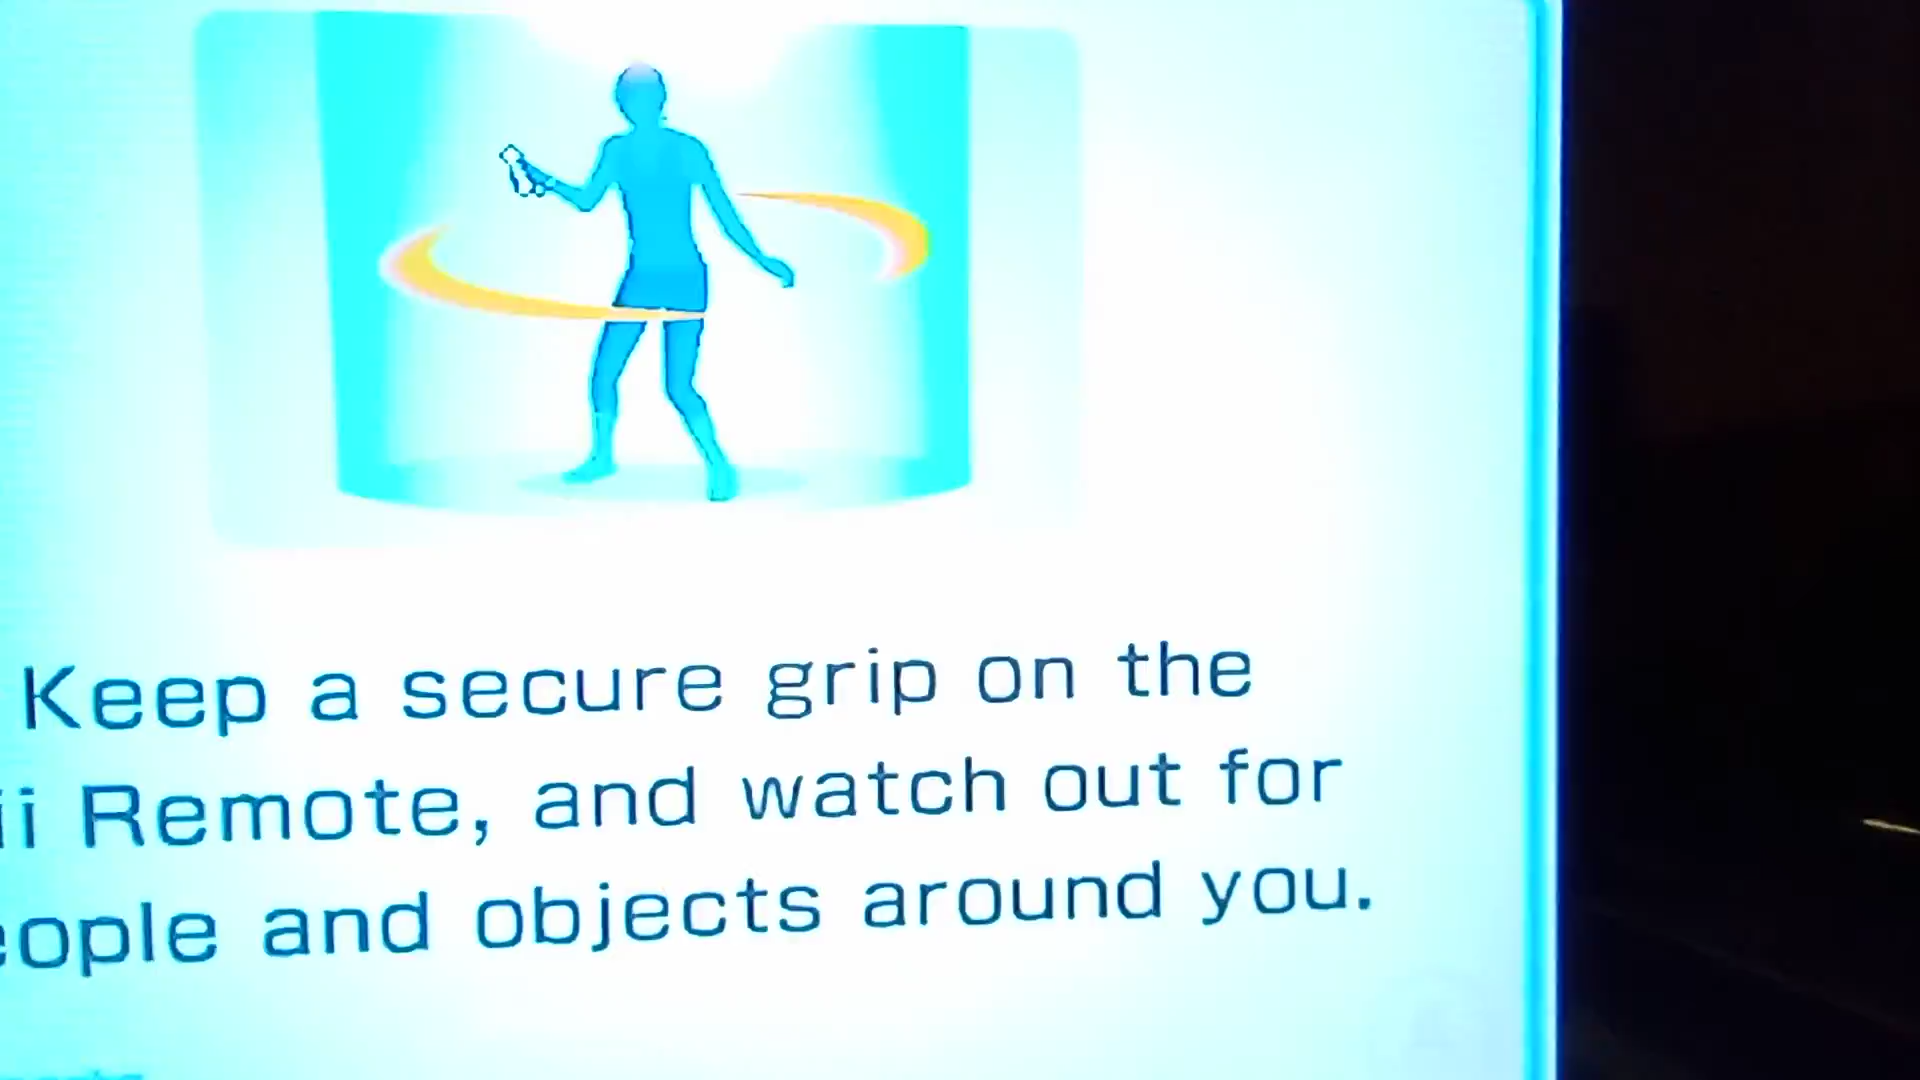 Keep a secure grip on the
Remote, and watch out for
and objects around you.